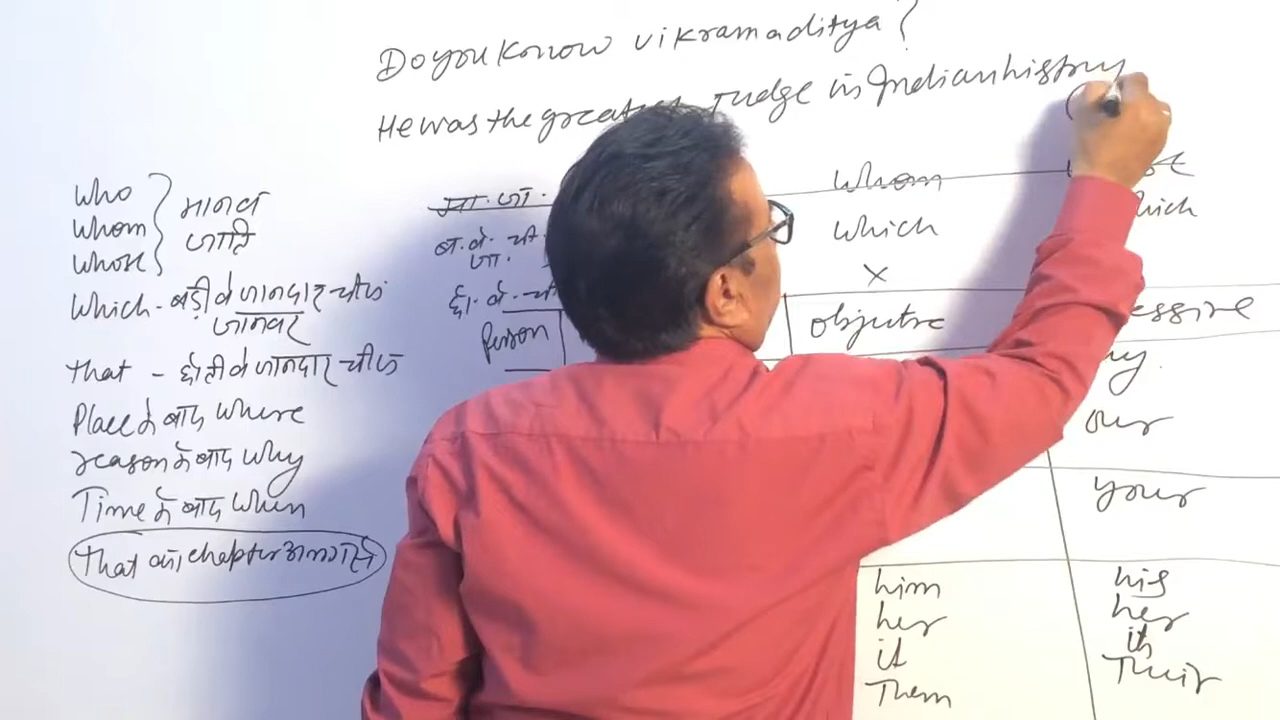 Do you know vikramaditya?
He was the greatest Judge in Indian history
(
who
whom
whose
मानव
जाति
which - बड़ी बेजानदार चीज
जानवर
that - छोटी बेजानदार चीज
Place के बाद where
reason के बाद why
Time के बाद when
That का chapter अलग से
मा. जा.
ब. बे. ची.
जा.
छो. बे. ची
Person
whom
which
×
objective
my
our
your
him
her
it
Them
his
her
its
Their